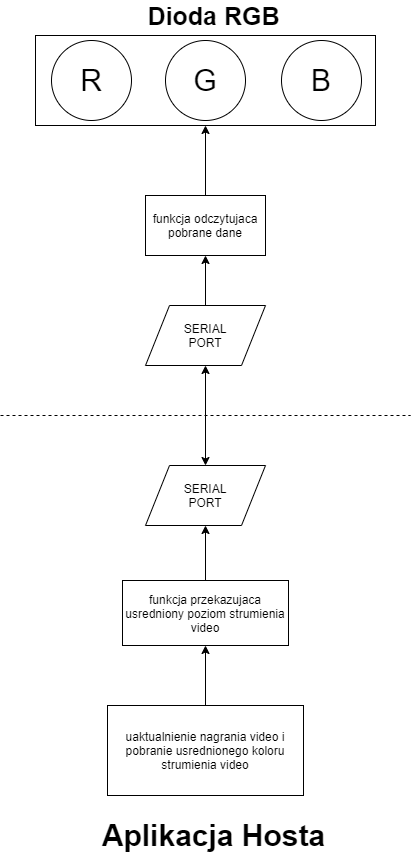 Dioda RGB
R
G
B
funkcja odczytujaca
pobrane dane
SERIAL
PORT
SERIAL
PORT
funkcja przekazujaca
usredniony poziom strumienia
video
uaktualnienie nagrania video i
pobranie usrednionego koloru
strumienia video
Aplikacja Hosta